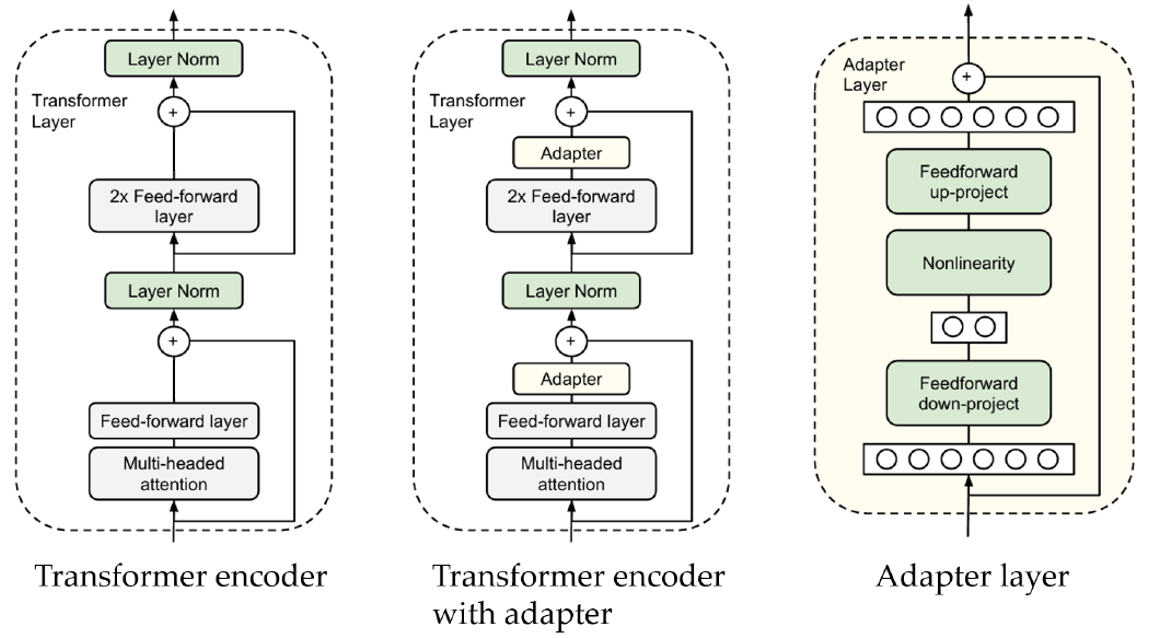 Layer Norm
Transformer
Layer
+
2x Feed-forward
layer
Layer Norm
+
Feed-forward layer
Multi-headed
attention
Transformer encoder
Layer Norm
Transformer
Layer
+
Adapter
2x Feed-forward
layer
Layer Norm
+
Adapter
Feed-forward layer
Multi-headed
attention
Transformer encoder
with adapter
Adapter
Layer
+
Feedforward
up-project
Nonlinearity
Feedforward
down-project
Adapter layer